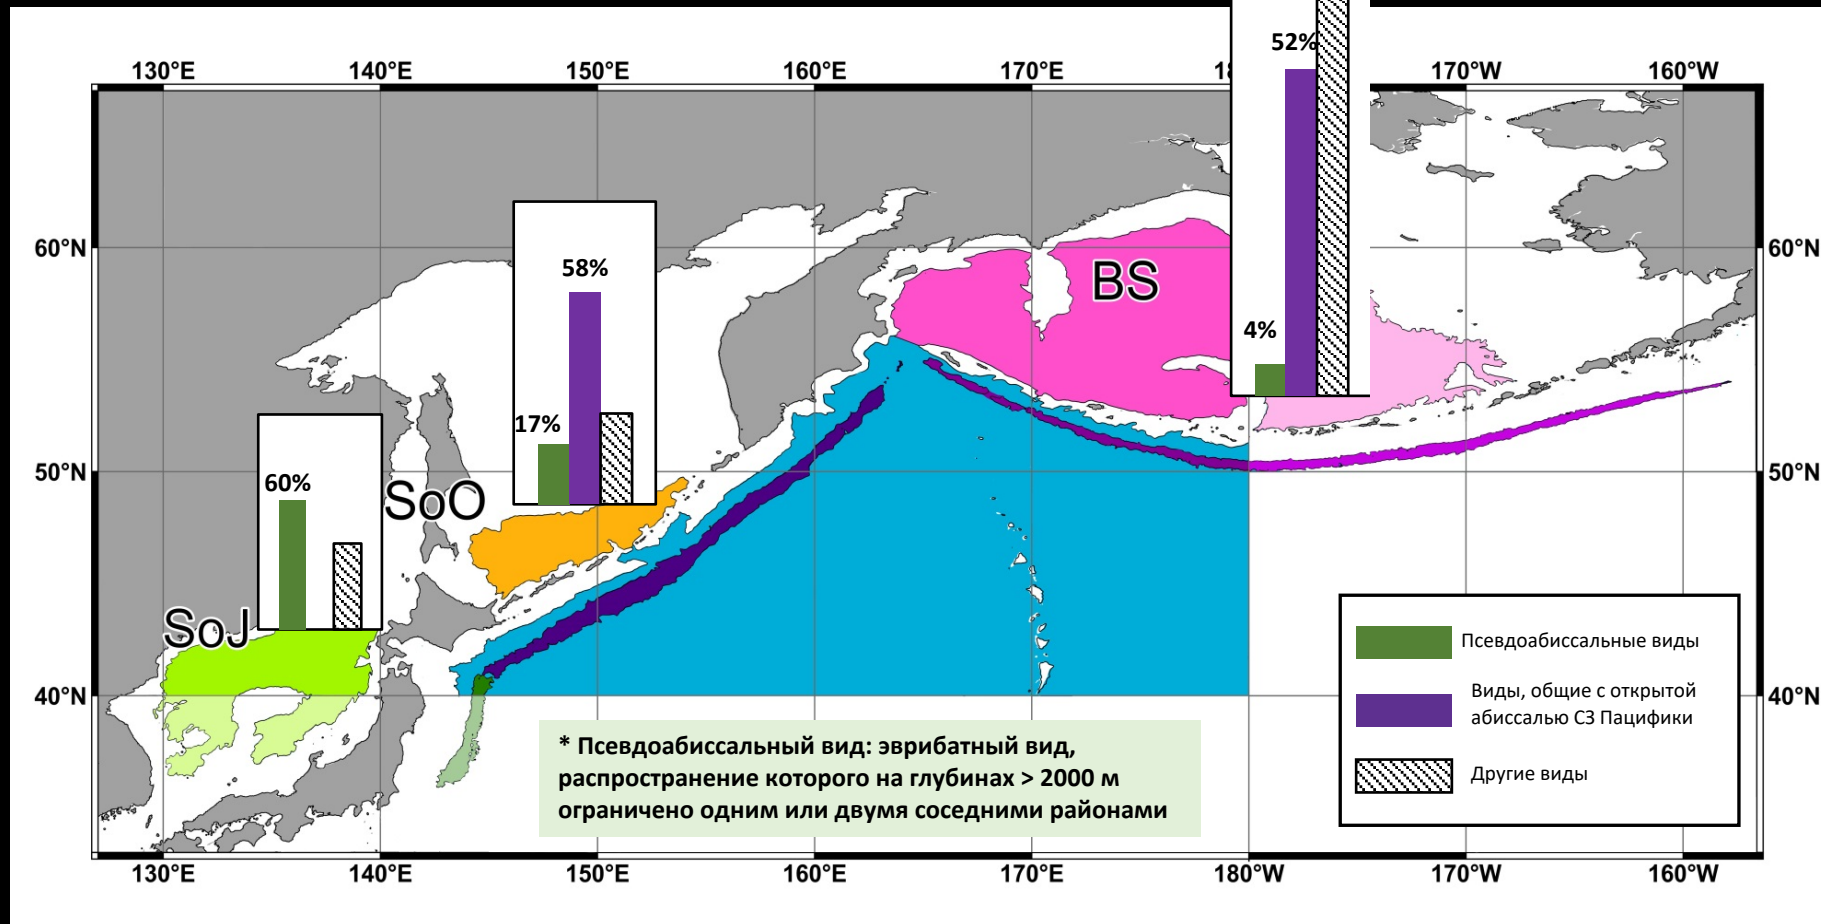 52%
130°E 140°E 150°E 160°E 170°E 18 170°W 160°W
60°N 60°N
58%
BS
4%
17%
60%
50°N 50°N
SoO
SoJ
Псевдоабиссальные виды
40°N 40°N
Виды, общие с открытой
абиссалью СЗ Пацифики
* Псевдоабиссальный вид: эврибатный вид,
распространение которого на глубинах > 2000 м
ограничено одним или двумя соседними районами
Другие виды
130°E 140°E 150°E 160°E 170°E 180°W 170°W 160°W